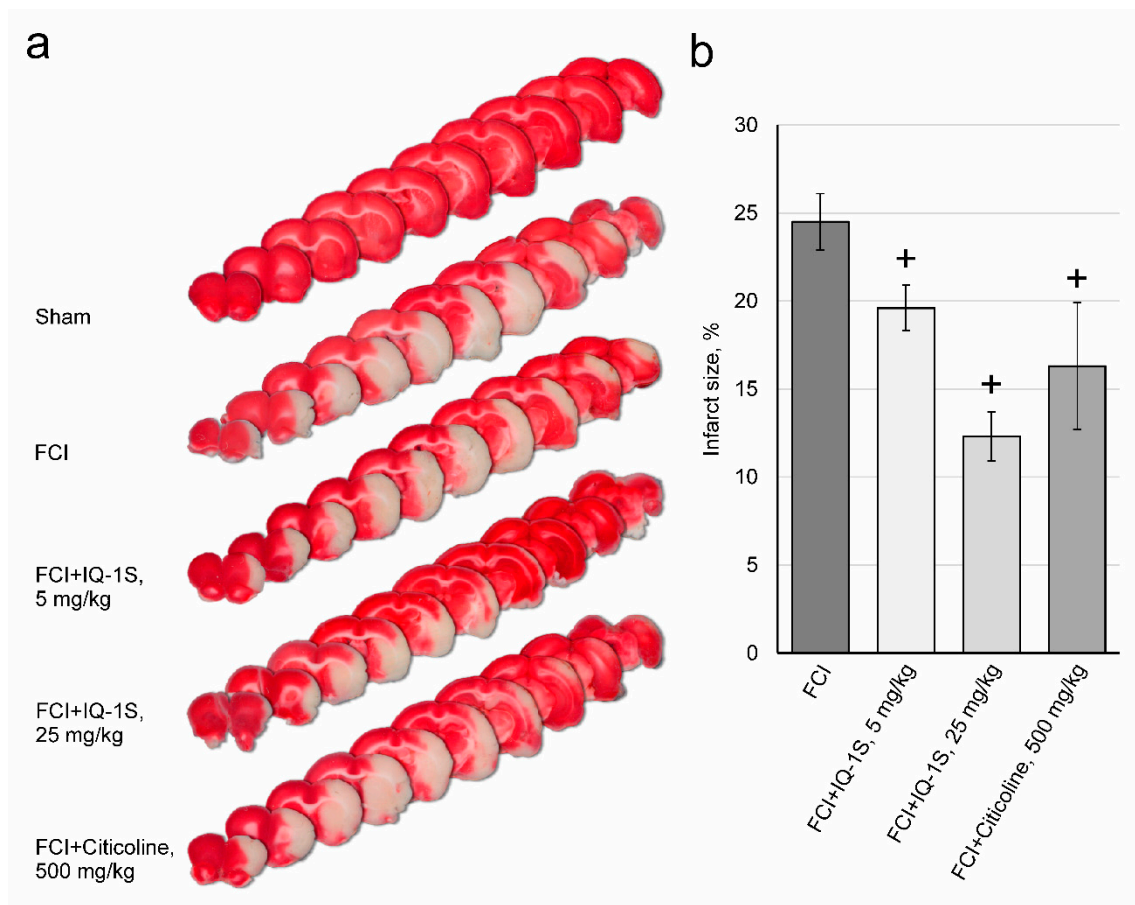 a
Sham
FCI
FCI+IQ-1S,
5 mg/kg
FCI+IQ-1S,
25 mg/kg
FCI+Citicoline,
500 mg/kg
b
Infarct size, %
30
25
20
15
10
5
0
+
+
+
FCI
FCI+IQ-1S, 5 mg/kg
FCI+IQ-1S, 25 mg/kg
FCI+Citicoline, 500 mg/kg